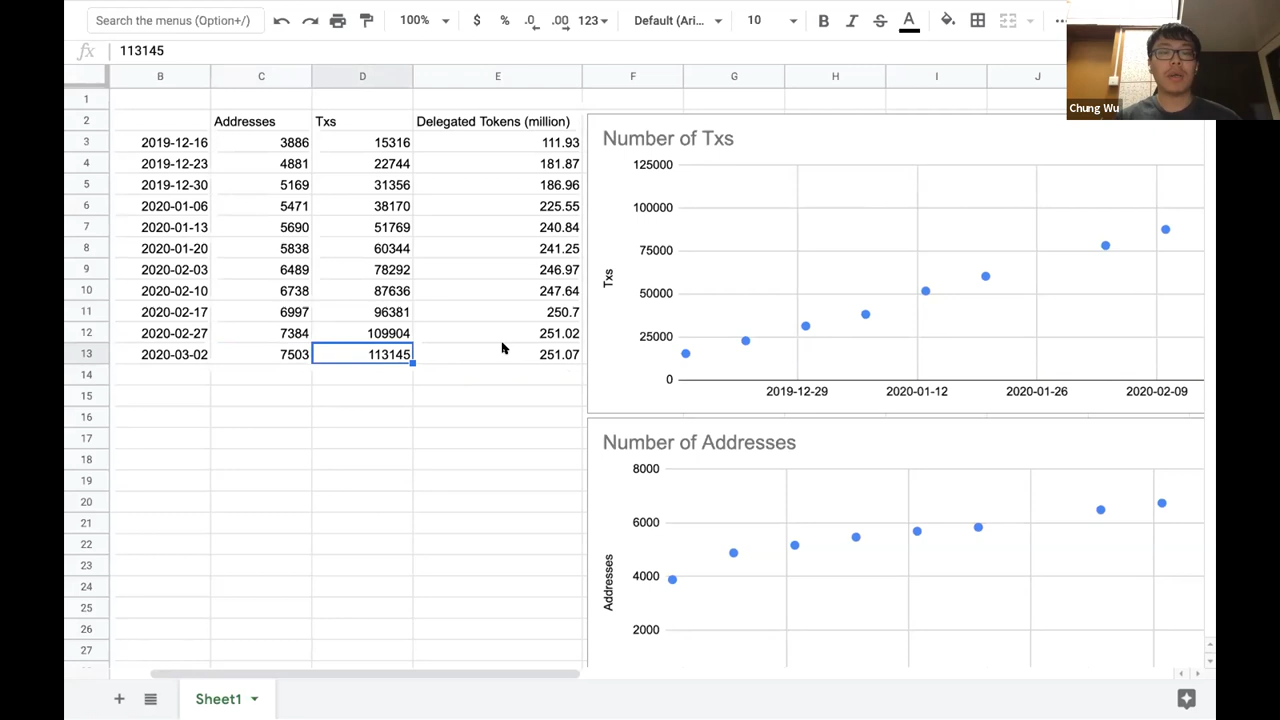 Search the menus (Option+/)
100%
$ % .0 .00 123
Default (Ari...
10
B I S A
fx 113145
Chung Wu
B C D E F G H I J
1
2 Addresses Txs Delegated Tokens (million)
3 2019-12-16 3886 15316 111.93
4 2019-12-23 4881 22744 181.87
5 2019-12-30 5169 31356 186.96
6 2020-01-06 5471 38170 225.55
7 2020-01-13 5690 51769 240.84
8 2020-01-20 5838 60344 241.25
9 2020-02-03 6489 78292 246.97
10 2020-02-10 6738 87636 247.64
11 2020-02-17 6997 96381 250.7
12 2020-02-27 7384 109904 251.02
13 2020-03-02 7503 113145 251.07
14
15
16
17
18
19
20
21
22
23
24
25
26
27
Number of Txs
125000
100000
75000
50000
25000
0
Txs
2019-12-29 2020-01-12 2020-01-26 2020-02-09
Number of Addresses
8000
6000
4000
2000
Addresses
Sheet1